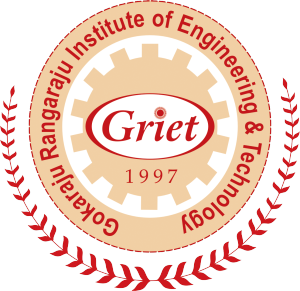 Gokaraju Rangaraju Institute of Engineering & Technology
Griet
1997